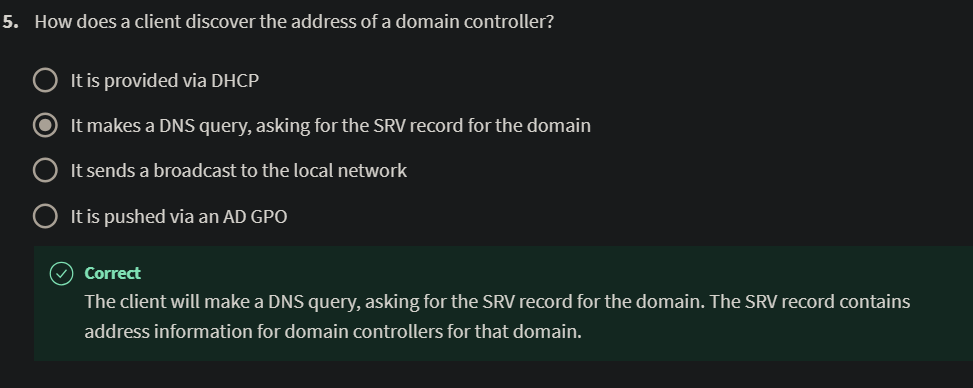 5. How does a client discover the address of a domain controller?
It is provided via DHCP
It makes a DNS query, asking for the SRV record for the domain
It sends a broadcast to the local network
It is pushed via an AD GPO
Correct
The client will make a DNS query, asking for the SRV record for the domain. The SRV record contains
address information for domain controllers for that domain.